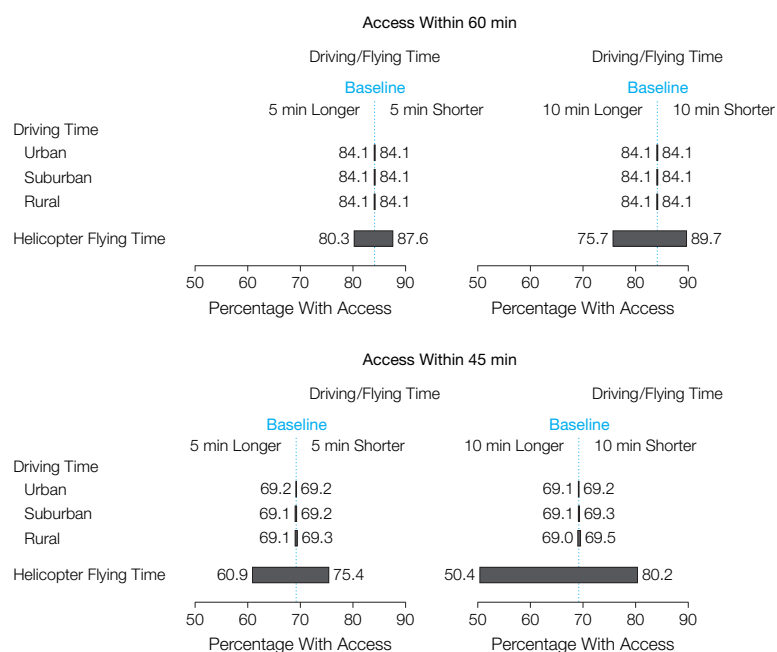 Access Within 60 min
Driving/Flying Time Driving/Flying Time
Baseline Baseline
5 min Longer 5 min Shorter 10 min Longer 10 min Shorter
Driving Time
Urban 84.1 84.1 84.1 84.1
Suburban 84.1 84.1 84.1 84.1
Rural 84.1 84.1 84.1 84.1
Helicopter Flying Time 80.3 87.6 75.7 89.7
50 60 70 80 90 50 60 70 80 90
Percentage With Access Percentage With Access
Access Within 45 min
Driving/Flying Time Driving/Flying Time
Baseline Baseline
5 min Longer 5 min Shorter 10 min Longer 10 min Shorter
Driving Time
Urban 69.2 69.2 69.1 69.2
Suburban 69.1 69.2 69.1 69.3
Rural 69.1 69.3 69.0 69.5
Helicopter Flying Time 60.9 75.4 50.4 80.2
50 60 70 80 90 50 60 70 80 90
Percentage With Access Percentage With Access